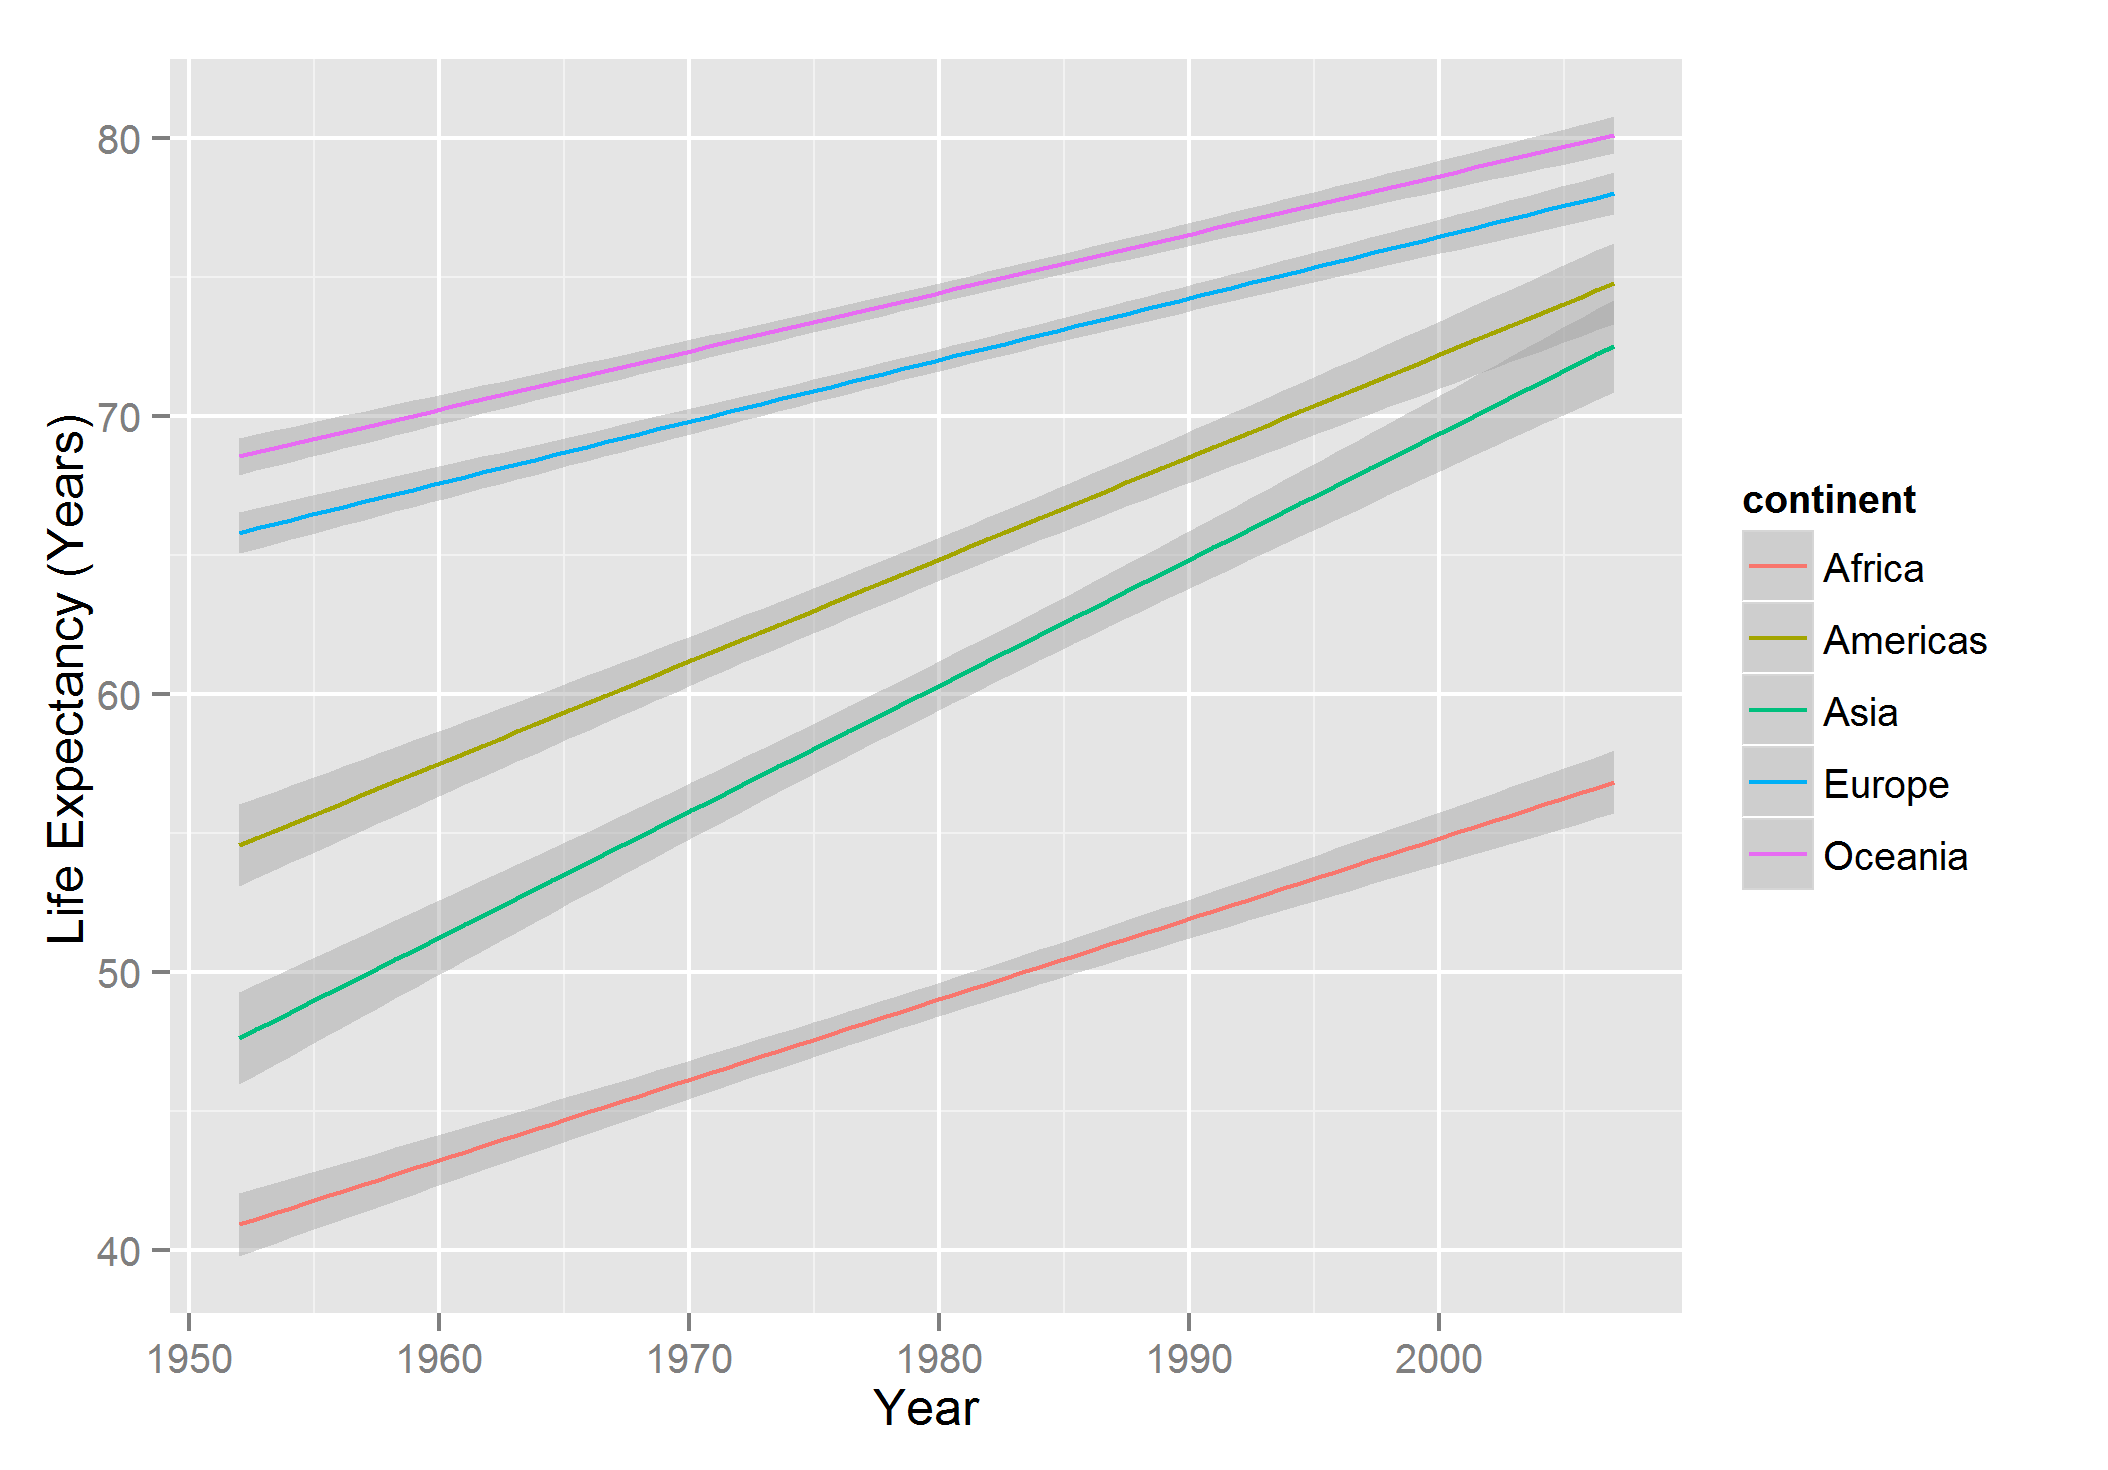 80
70
60
50
40
Life Expectancy (Years)
1950 1960 1970 1980 1990 2000
Year
continent
Africa
Americas
Asia
Europe
Oceania